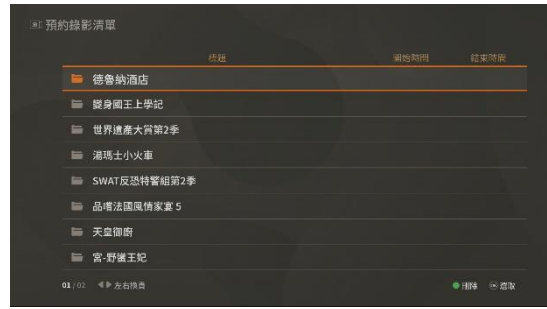 預約錄影清單
標題 開始時間 結束時間
德魯納酒店
變身國王上學記
世界遺產大賞第2季
湯瑪士小火車
SWAT反恐特警組第2季
品嚐法國風情家宴 5
天皇御廚
宮-野蠻王妃
01 / 02 ◀▶ 左右換頁 刪除 選取